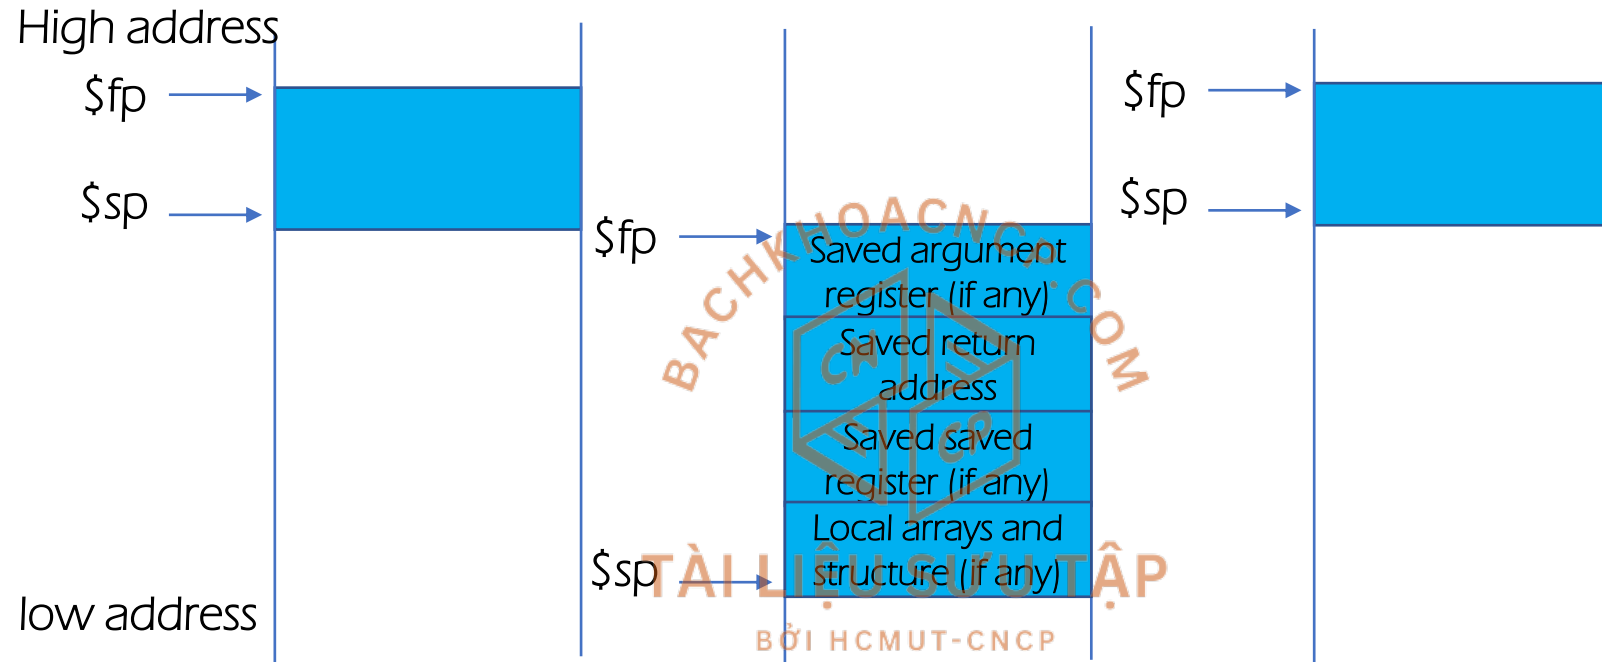 High address
$fp
$sp
low address
$fp
$sp
Saved argument
register (if any)
Saved return
address
Saved saved
register (if any)
Local arrays and
structure (if any)
$fp
$sp
BACHKHOACNCP.COM
CN
CP
TÀI LIỆU SƯU TẬP
BỞI HCMUT-CNCP